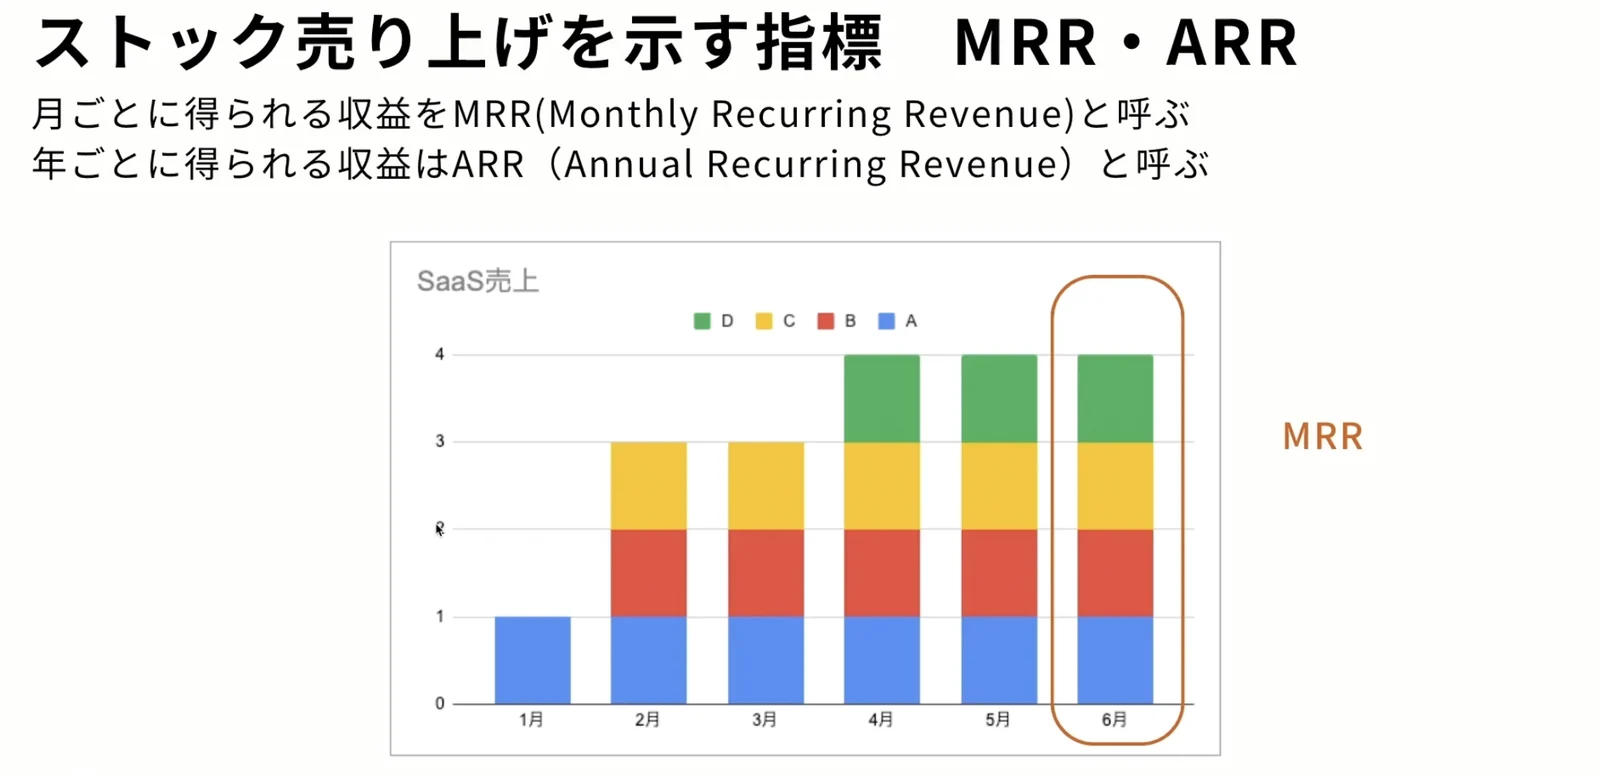 ストック売り上げを示す指標　MRR・ARR
月ごとに得られる収益をMRR(Monthly Recurring Revenue)と呼ぶ
年ごとに得られる収益はARR（Annual Recurring Revenue）と呼ぶ
SaaS売上
D C B A
4
3
2
1
0
1月 2月 3月 4月 5月 6月
MRR